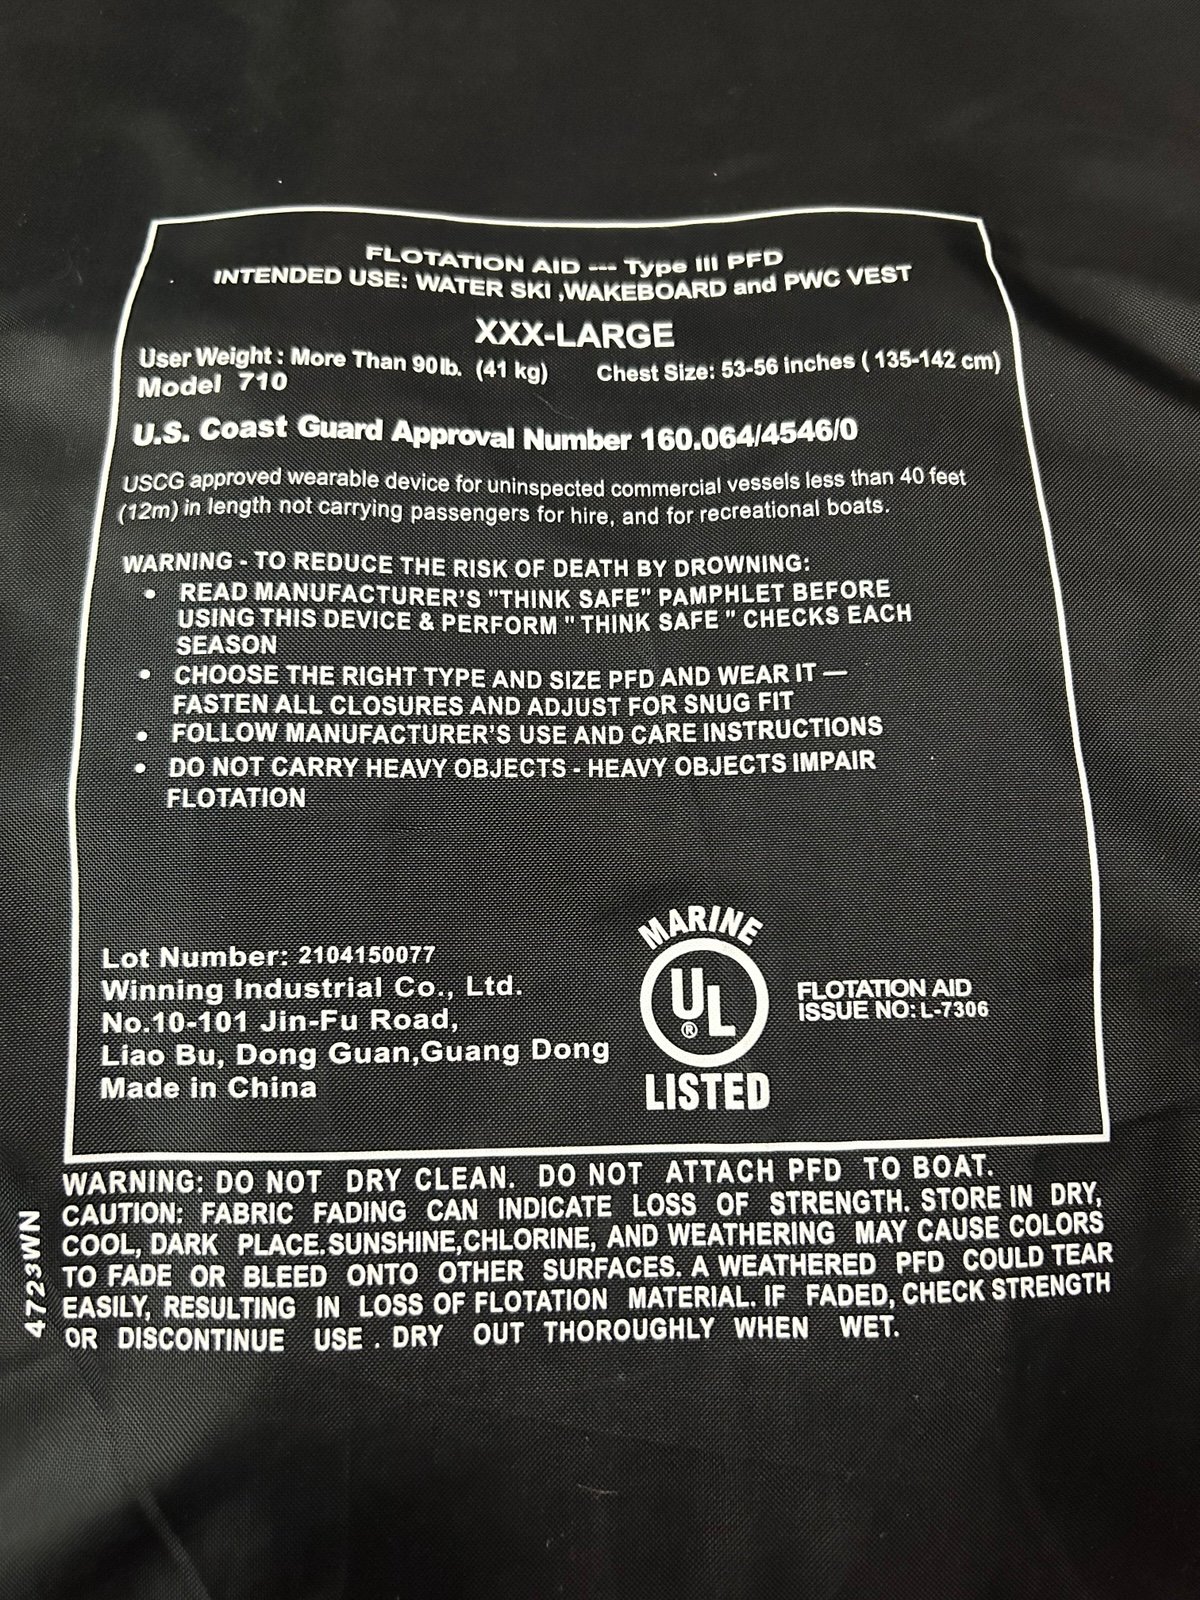 FLOTATION AID --- Type III PFD
INTENDED USE: WATER SKI ,WAKEBOARD and PWC VEST
XXX-LARGE
User Weight : More Than 90 lb. (41 kg) Chest Size: 53-56 inches ( 135-142 cm)
Model 710
U.S. Coast Guard Approval Number 160.064/4546/0
USCG approved wearable device for uninspected commercial vessels less than 40 feet
(12m) in length not carrying passengers for hire, and for recreational boats.
WARNING - TO REDUCE THE RISK OF DEATH BY DROWNING:
• READ MANUFACTURER'S "THINK SAFE" PAMPHLET BEFORE
USING THIS DEVICE & PERFORM " THINK SAFE " CHECKS EACH
SEASON
• CHOOSE THE RIGHT TYPE AND SIZE PFD AND WEAR IT —
FASTEN ALL CLOSURES AND ADJUST FOR SNUG FIT
• FOLLOW MANUFACTURER'S USE AND CARE INSTRUCTIONS
• DO NOT CARRY HEAVY OBJECTS - HEAVY OBJECTS IMPAIR
FLOTATION
Lot Number: 2104150077
Winning Industrial Co., Ltd.
No.10-101 Jin-Fu Road,
Liao Bu, Dong Guan,Guang Dong
Made in China
MARINE
UL
®
LISTED
FLOTATION AID
ISSUE NO: L-7306
WARNING: DO NOT DRY CLEAN. DO NOT ATTACH PFD TO BOAT.
CAUTION: FABRIC FADING CAN INDICATE LOSS OF STRENGTH. STORE IN DRY,
COOL, DARK PLACE.SUNSHINE,CHLORINE, AND WEATHERING MAY CAUSE COLORS
TO FADE OR BLEED ONTO OTHER SURFACES. A WEATHERED PFD COULD TEAR
EASILY, RESULTING IN LOSS OF FLOTATION MATERIAL. IF FADED, CHECK STRENGTH
OR DISCONTINUE USE . DRY OUT THOROUGHLY WHEN WET.
4723WN